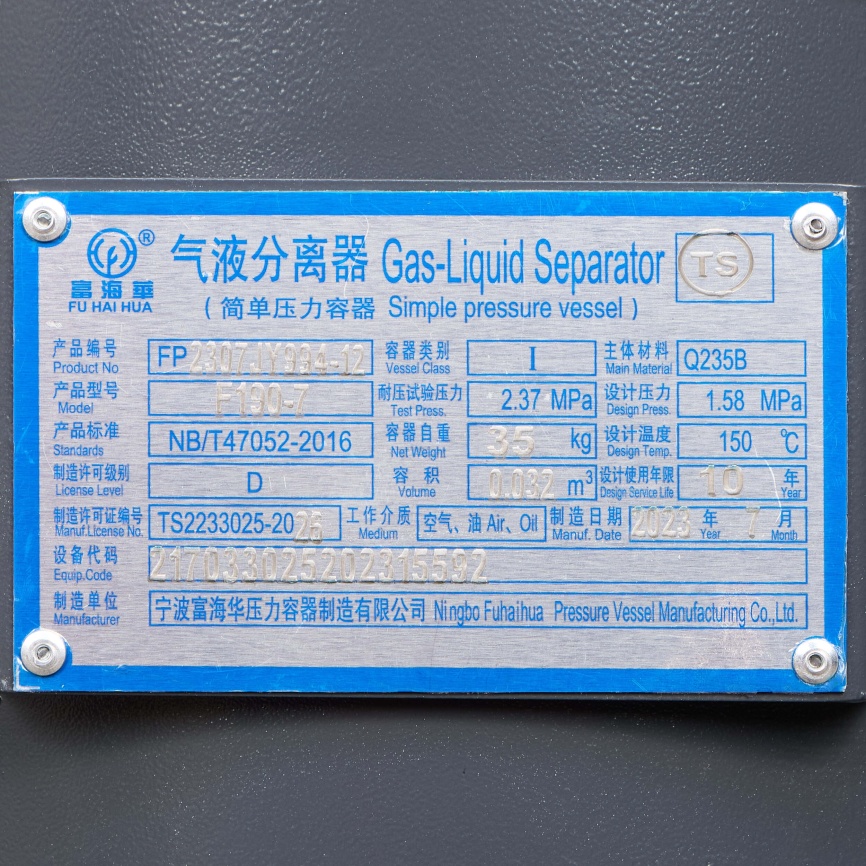 富海華
FU HAI HUA
®
气液分离器 Gas-Liquid Separator
TS
(简单压力容器 Simple pressure vessel)
产品编号 FP2307JY994-12 容器类别 I 主体材料 Q235B
Product No Vessel Class Main Material
产品型号 F190-7 耐压试验压力 2.37 MPa 设计压力 1.58 MPa
Model Test Press. Design Press.
产品标准 NB/T47052-2016 容器自重 35 kg 设计温度 150 ℃
Standards Net Weight Design Temp.
制造许可级别 D 容积 0.032 m³ 设计使用年限 10 年
License Level Volume Design Service Life Year
制造许可证编号 TS2233025-2025 工作介质 空气、油 Air、Oil 制造日期 2023 年 7 月
Manuf.License No. Medium Manuf. Date Year Month
设备代码 217033025202315592
Equip.Code
制造单位 宁波富海华压力容器制造有限公司 Ningbo Fuhaihua Pressure Vessel Manufacturing Co.,Ltd.
Manufacturer